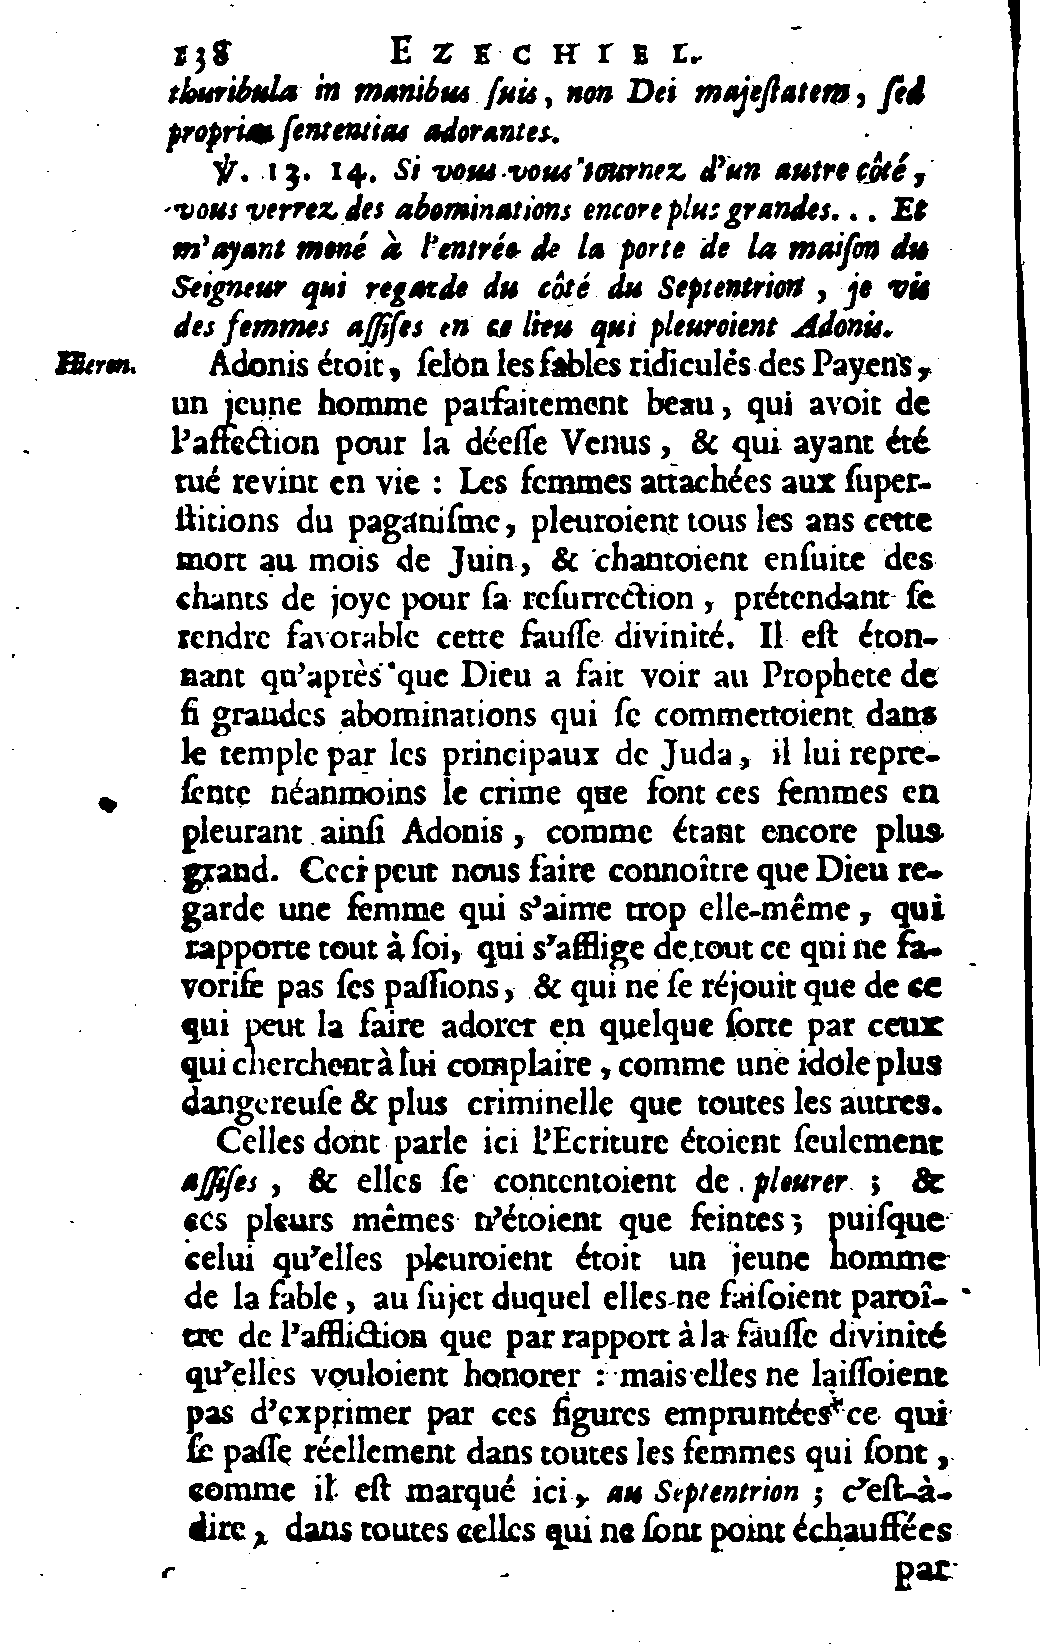 138 EZECHIEL.
thuribula in manibus ſuis, non Dei majeſtatem, ſed
proprias ſententias adorantes.
℣. 13. 14. Si vous vous tournez d'un autre côté,
vous verrez des abominations encore plus grandes... Et
m'ayant mené à l'entrée de la porte de la maiſon du
Seigneur qui regarde du côté du Septentrion, je vis
des femmes aſſiſes en ce lieu qui pleuroient Adonis.
Hieron. Adonis étoit, ſelon les fables ridicules des Payens,
un jeune homme parfaitement beau, qui avoit de
l'affection pour la déeſſe Venus, & qui ayant été
tué revint en vie : Les femmes attachées aux ſuper-
ſtitions du paganiſme, pleuroient tous les ans cette
mort au mois de Juin, & chantoient enſuite des
chants de joye pour ſa reſurrection, prétendant ſe
rendre favorable cette fauſſe divinité. Il eſt éton-
nant qu'après que Dieu a fait voir au Prophete de
ſi grandes abominations qui ſe commettoient dans
le temple par les principaux de Juda, il lui repre-
ſente néanmoins le crime que font ces femmes en
pleurant ainſi Adonis, comme étant encore plus
grand. Ceci peut nous faire connoître que Dieu re-
garde une femme qui s'aime trop elle-même, qui
rapporte tout à ſoi, qui s'afflige de tout ce qui ne fa-
voriſe pas ſes paſſions, & qui ne ſe réjouit que de ce
qui peut la faire adorer en quelque ſorte par ceux
qui cherchent à lui complaire, comme une idole plus
dangereuſe & plus criminelle que toutes les autres.
Celles dont parle ici l'Ecriture étoient ſeulement
aſſiſes, & elles ſe contentoient de pleurer ; &
ces pleurs mêmes n'étoient que feintes ; puiſque
celui qu'elles pleuroient étoit un jeune homme
de la fable, au ſujet duquel elles ne faiſoient paroî-
tre de l'affliction que par rapport à la fauſſe divinité
qu'elles vouloient honorer : mais elles ne laiſſoient
pas d'exprimer par ces figures empruntées ce qui
ſe paſſe réellement dans toutes les femmes qui ſont,
comme il eſt marqué ici, au Septentrion ; c'eſt-à-
dire, dans toutes celles qui ne ſont point échauffées
par